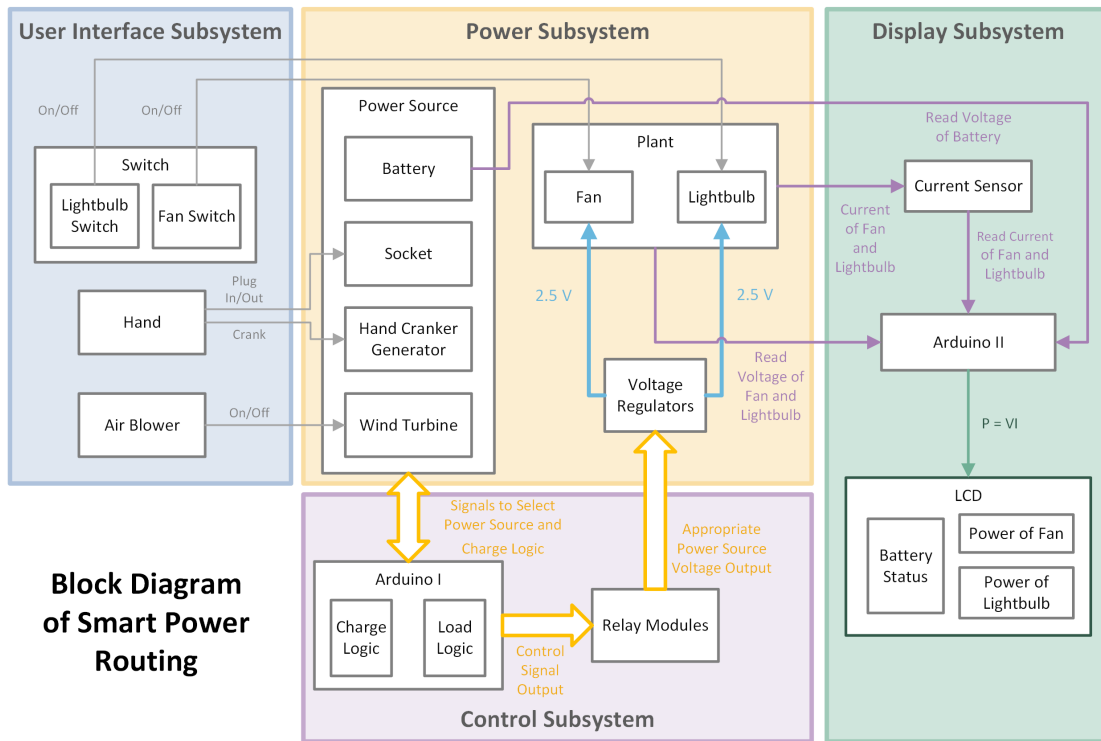 User Interface Subsystem
Power Subsystem
Display Subsystem
On/Off
On/Off
Switch
Lightbulb
Switch
Fan Switch
Hand
Plug
In/Out
Crank
Air Blower
On/Off
Power Source
Battery
Socket
Hand Cranker
Generator
Wind Turbine
Plant
Fan
Lightbulb
2.5 V
2.5 V
Voltage
Regulators
Read Voltage
of Battery
Current Sensor
Current
of Fan
and
Lightbulb
Read Current
of Fan and
Lightbulb
Arduino II
Read
Voltage of
Fan and
Lightbulb
P = VI
LCD
Battery
Status
Power of Fan
Power of
Lightbulb
Signals to Select
Power Source and
Charge Logic
Appropriate
Power Source
Voltage Output
Arduino I
Charge
Logic
Load
Logic
Control
Signal
Output
Relay Modules
Control Subsystem
Block Diagram
of Smart Power
Routing